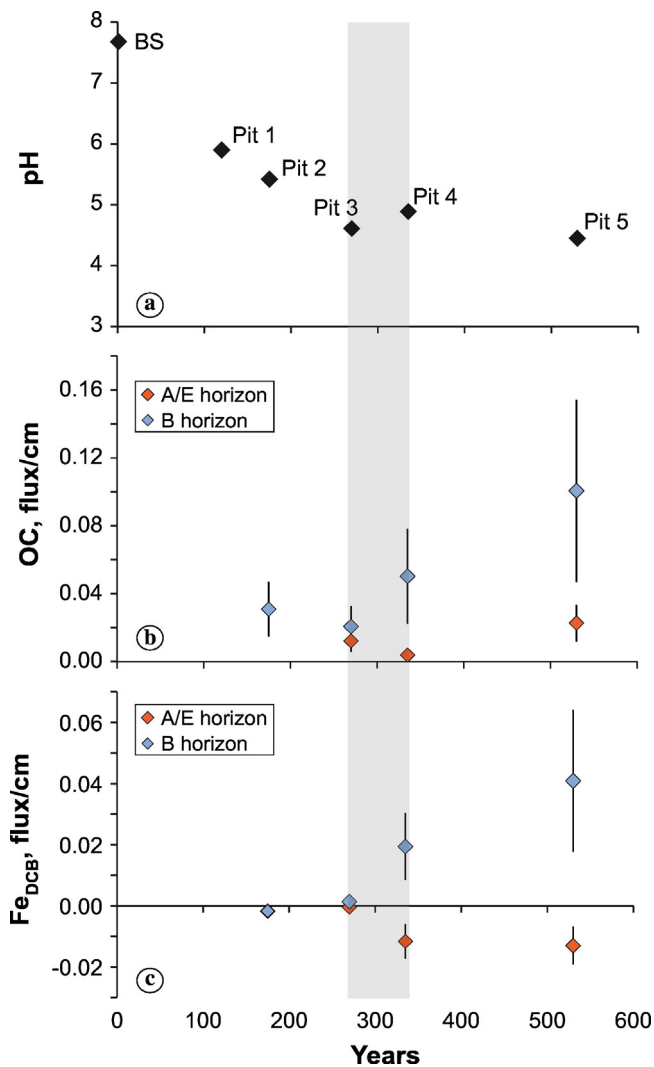 8
BS
7
Pit 1
6
Pit 2
pH
Pit 3
Pit 4
5
Pit 5
4
a
3
0.16
A/E horizon
B horizon
0.12
OC, flux/cm
0.08
0.04
b
0.00
0.06
A/E horizon
B horizon
0.04
FeDCB, flux/cm
0.02
0.00
-0.02
c
0 100 200 300 400 500 600
Years